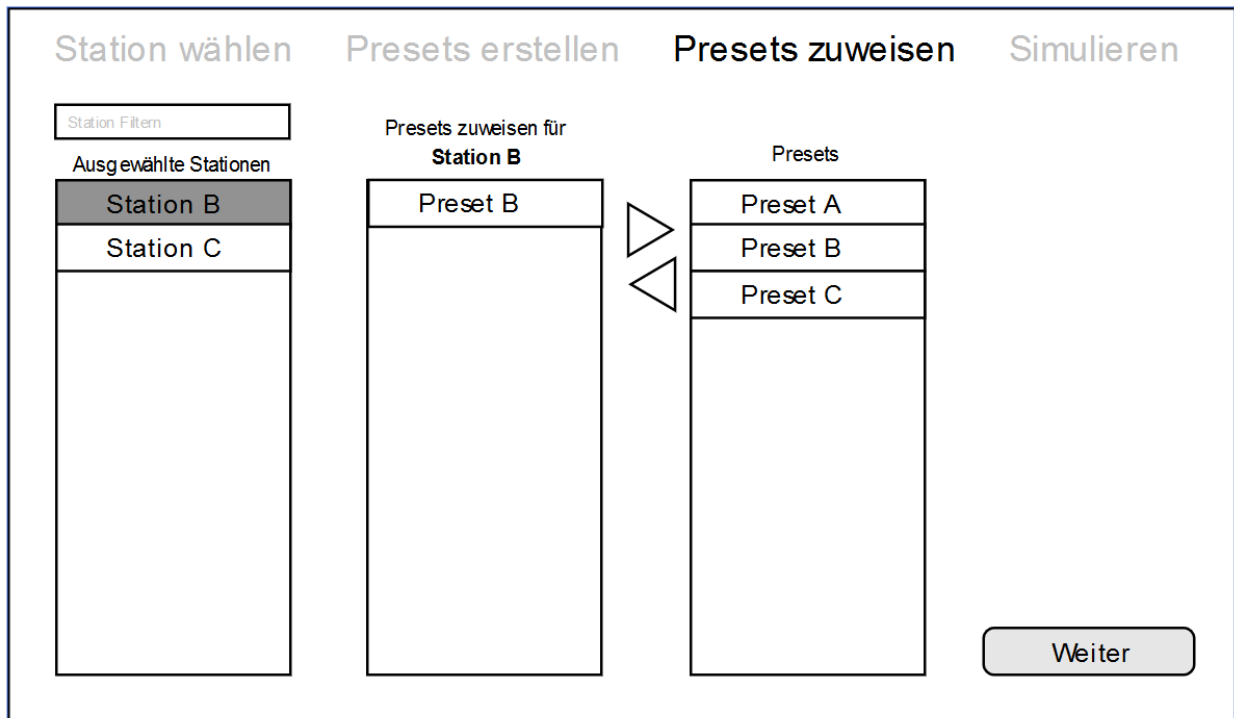 Station wählen
Presets erstellen
Presets zuweisen
Simulieren
Station Filtern
Ausgewählte Stationen
Station B
Station C
Presets zuweisen für
Station B
Preset B
Presets
Preset A
Preset B
Preset C
Weiter